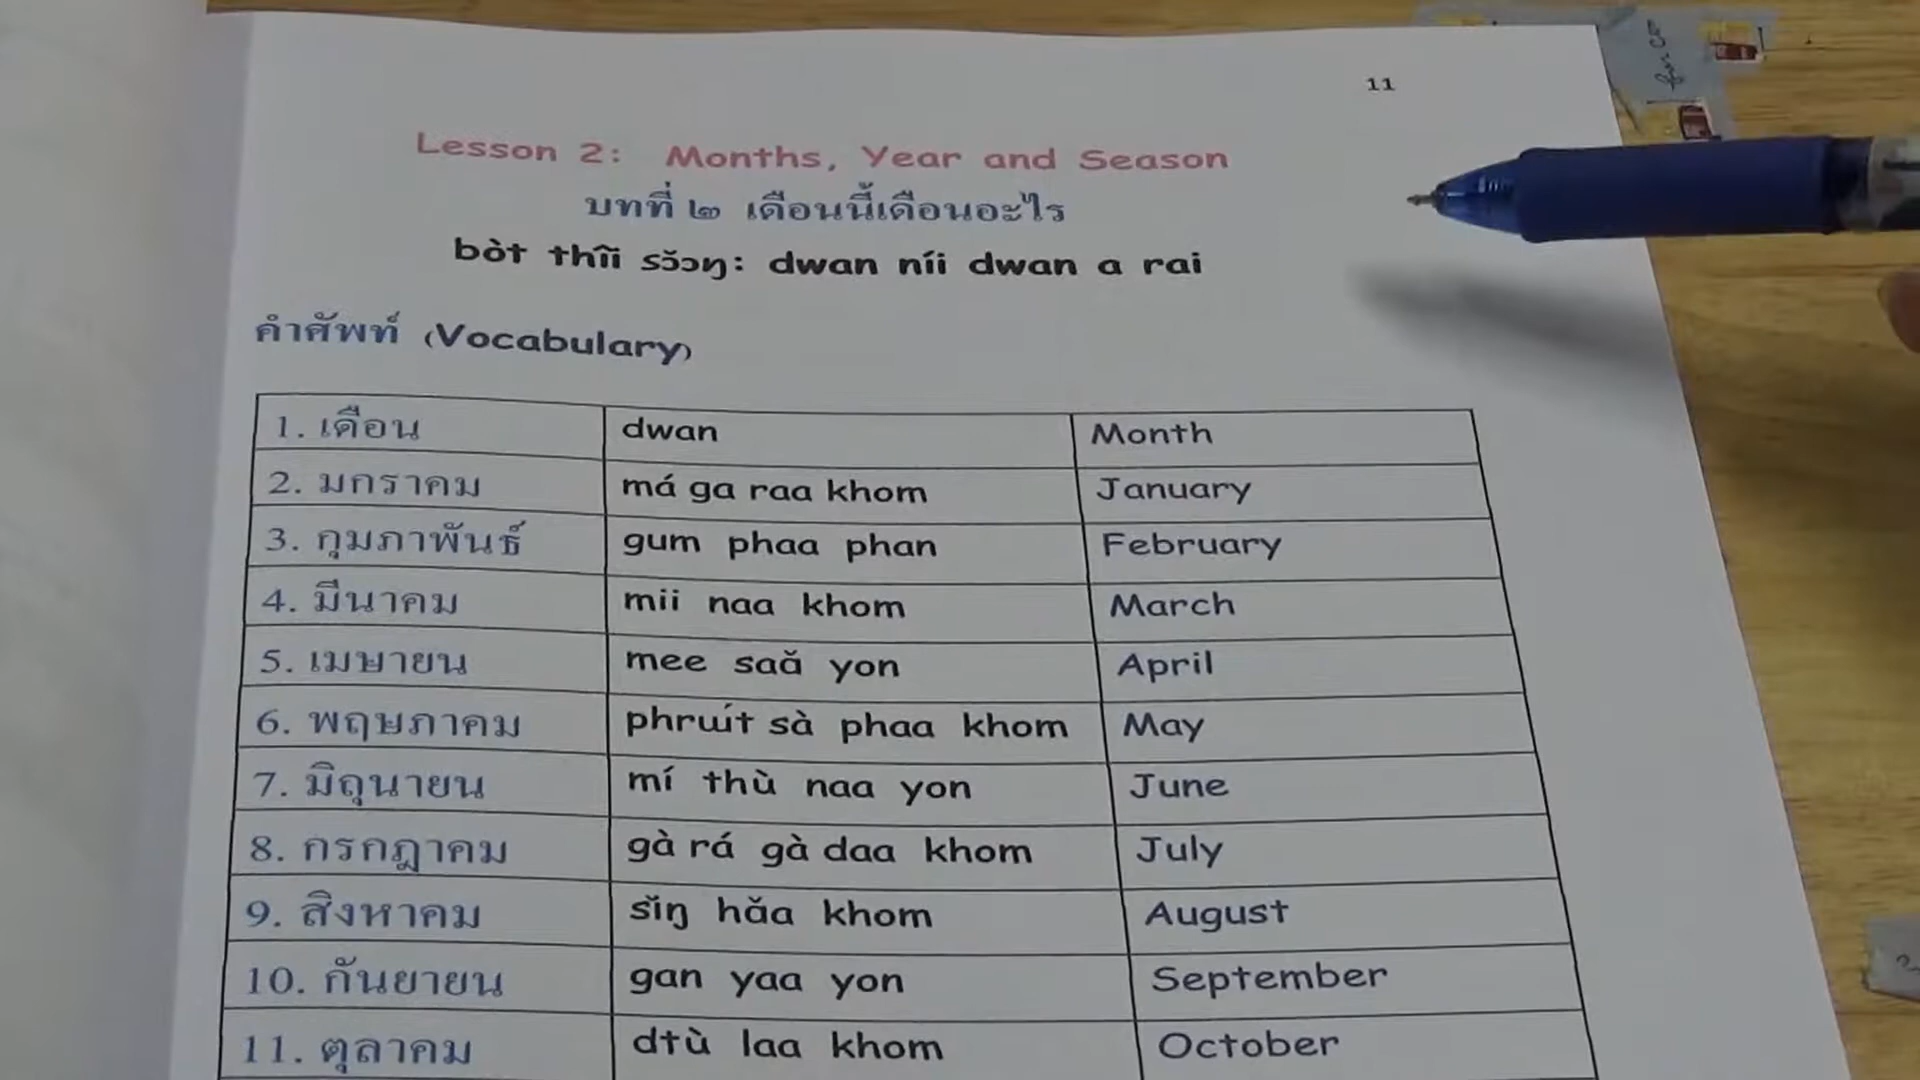 11
Lesson 2: Months, Year and Season
บทที่ ๒ เดือนนี้เดือนอะไร
bòt thîi sɔ̌ɔŋ: dwan níi dwan a rai
คำศัพท์ (Vocabulary)
1. เดือน dwan Month
2. มกราคม má ga raa khom January
3. กุมภาพันธ์ gum phaa phan February
4. มีนาคม mii naa khom March
5. เมษายน mee saǎ yon April
6. พฤษภาคม phrɯ́t sà phaa khom May
7. มิถุนายน mí thù naa yon June
8. กรกฎาคม gà rá gà daa khom July
9. สิงหาคม sǐŋ hǎa khom August
10. กันยายน gan yaa yon September
11. ตุลาคม dtù laa khom October